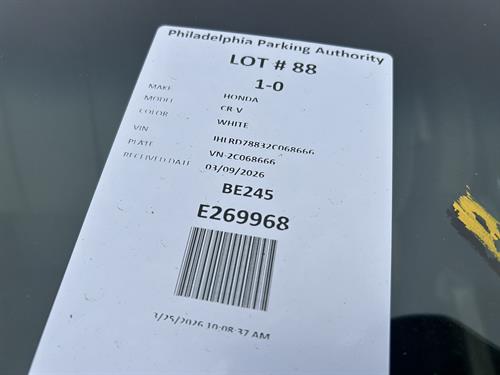 Philadelphia Parking Authority
LOT # 88
1-0
MAKE HONDA
MODEL CR-V
COLOR WHITE
VIN JHLRD78832C068666
PLATE VN-2C068666
RECEIVED DATE 03/09/2026
BE245
E269968
3/25/2026 10:08:37 AM